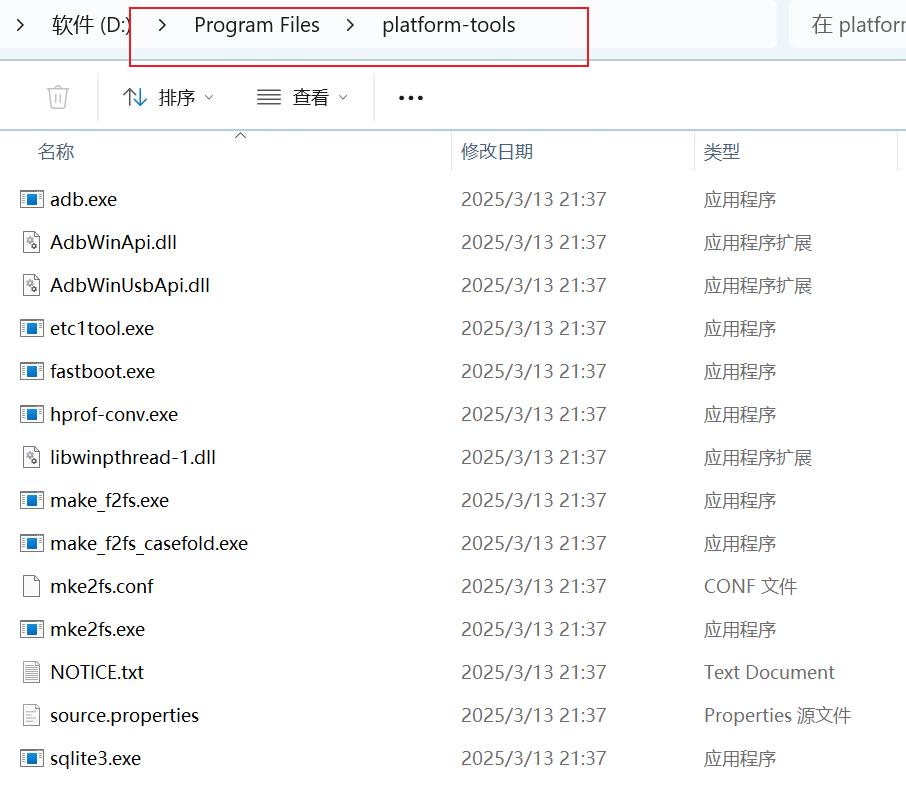 软件 (D:) Program Files platform-tools 在 platfor
排序 查看
名称 修改日期 类型
adb.exe 2025/3/13 21:37 应用程序
AdbWinApi.dll 2025/3/13 21:37 应用程序扩展
AdbWinUsbApi.dll 2025/3/13 21:37 应用程序扩展
etc1tool.exe 2025/3/13 21:37 应用程序
fastboot.exe 2025/3/13 21:37 应用程序
hprof-conv.exe 2025/3/13 21:37 应用程序
libwinpthread-1.dll 2025/3/13 21:37 应用程序扩展
make_f2fs.exe 2025/3/13 21:37 应用程序
make_f2fs_casefold.exe 2025/3/13 21:37 应用程序
mke2fs.conf 2025/3/13 21:37 CONF 文件
mke2fs.exe 2025/3/13 21:37 应用程序
NOTICE.txt 2025/3/13 21:37 Text Document
source.properties 2025/3/13 21:37 Properties 源文件
sqlite3.exe 2025/3/13 21:37 应用程序